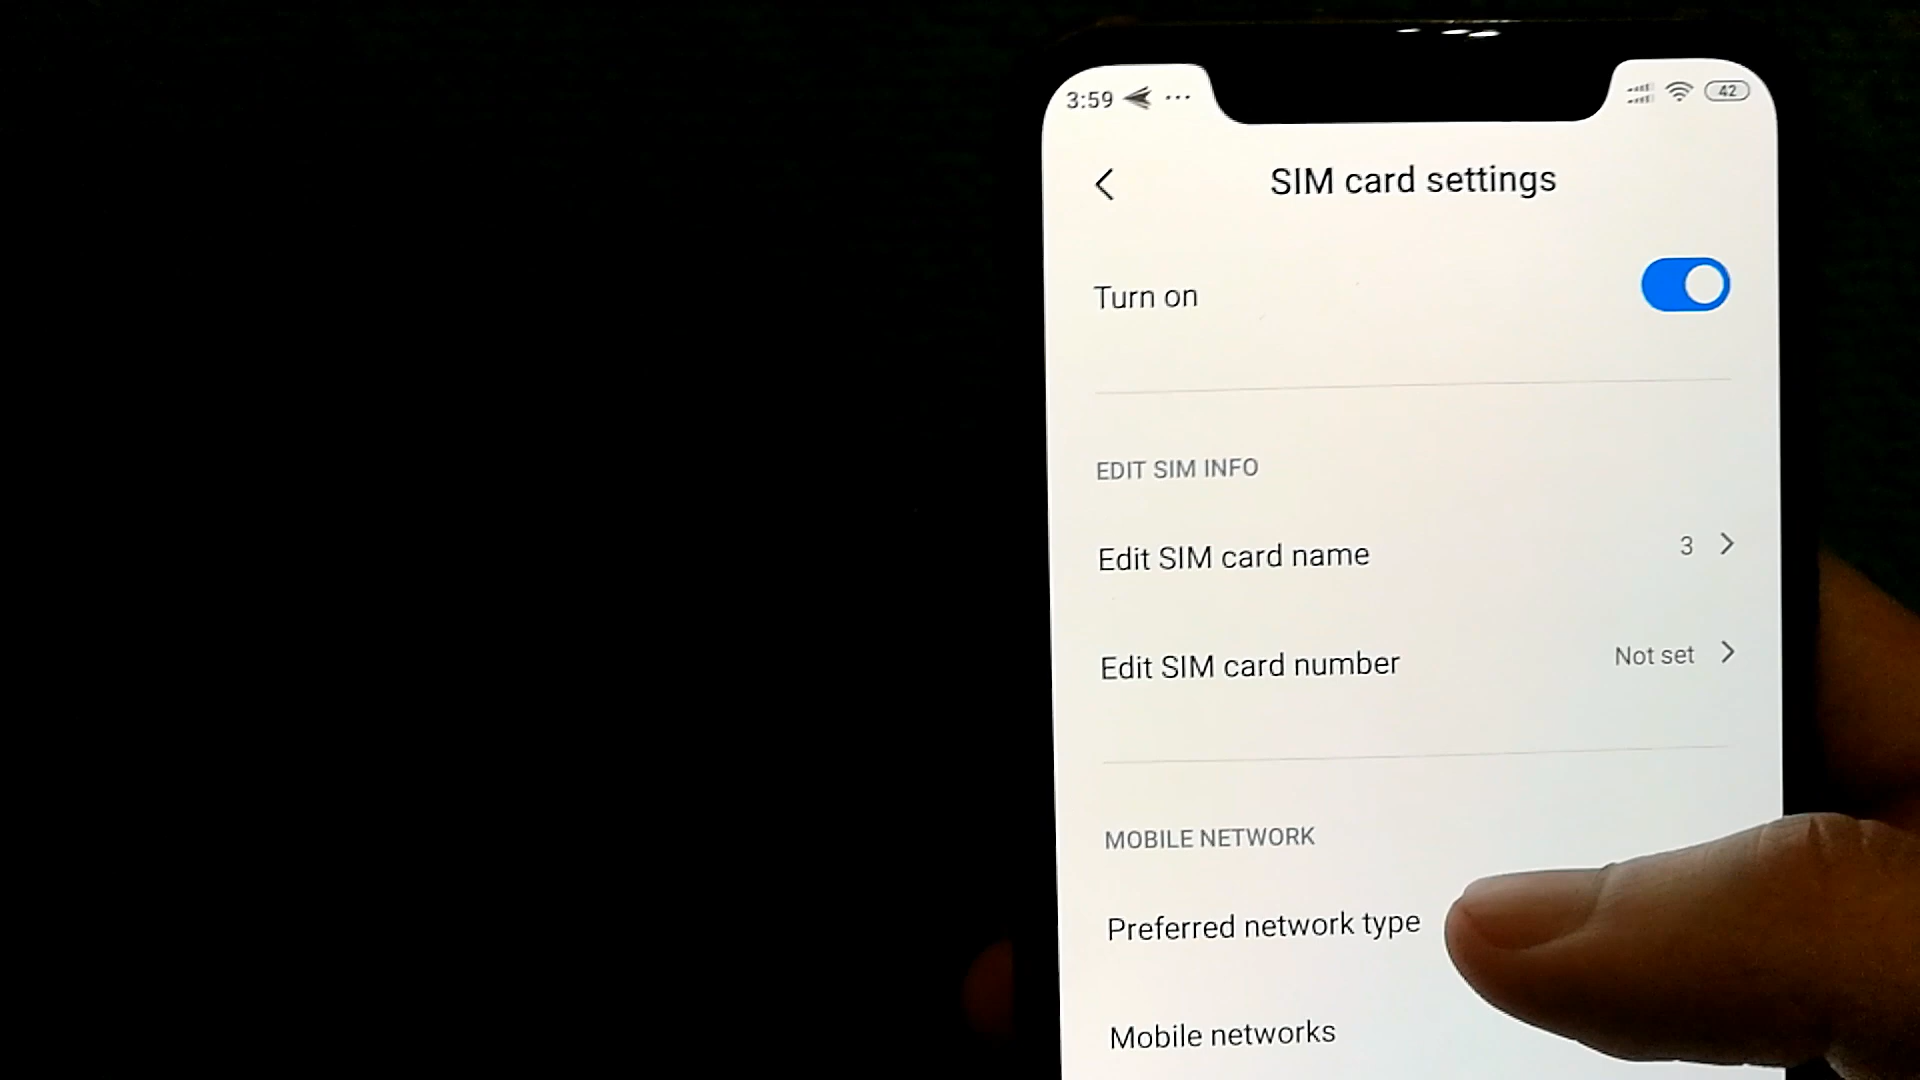 3:59 ... 42
SIM card settings
Turn on
EDIT SIM INFO
Edit SIM card name 3
Edit SIM card number Not set
MOBILE NETWORK
Preferred network type
Mobile networks